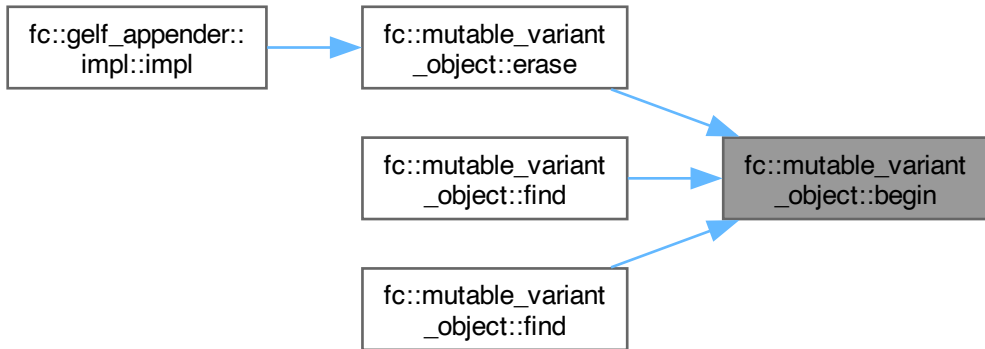 fc::gelf_appender::
impl::impl
fc::mutable_variant
_object::erase
fc::mutable_variant
_object::find
fc::mutable_variant
_object::begin
fc::mutable_variant
_object::find